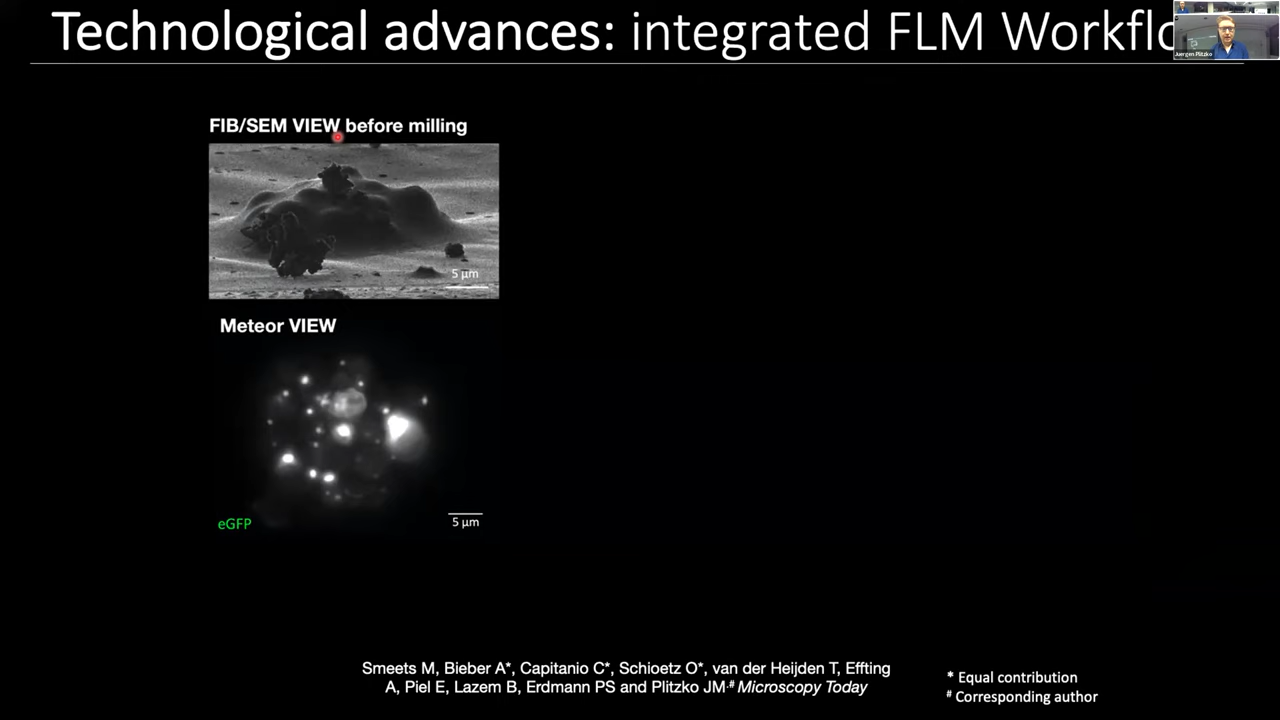 Technological advances: integrated FLM Workflo
Juergen Plitzko
FIB/SEM VIEW before milling
5 µm
Meteor VIEW
eGFP
5 µm
Smeets M, Bieber A*, Capitanio C*, Schioetz O*, van der Heijden T, Effting
A, Piel E, Lazem B, Erdmann PS and Plitzko JM.# Microscopy Today
* Equal contribution
# Corresponding author